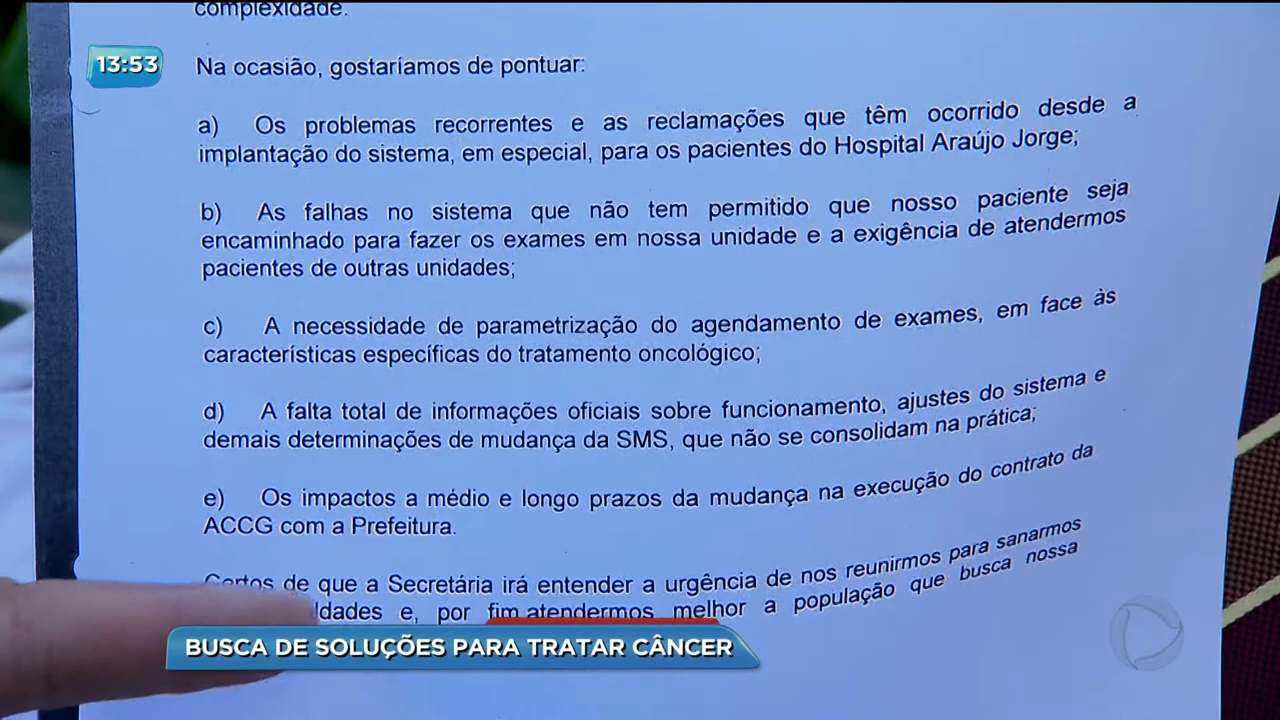 complexidade.
13:53
Na ocasião, gostaríamos de pontuar:
a) Os problemas recorrentes e as reclamações que têm ocorrido desde a
implantação do sistema, em especial, para os pacientes do Hospital Araújo Jorge;
b) As falhas no sistema que não tem permitido que nosso paciente seja
encaminhado para fazer os exames em nossa unidade e a exigência de atendermos
pacientes de outras unidades;
c) A necessidade de parametrização do agendamento de exames, em face às
características específicas do tratamento oncológico;
d) A falta total de informações oficiais sobre funcionamento, ajustes do sistema e
demais determinações de mudança da SMS, que não se consolidam na prática;
e) Os impactos a médio e longo prazos da mudança na execução do contrato da
ACCG com a Prefeitura.
Certos de que a Secretária irá entender a urgência de nos reunirmos para sanarmos
ldades e, por fim atendermos melhor a população que busca nossa
BUSCA DE SOLUÇÕES PARA TRATAR CÂNCER